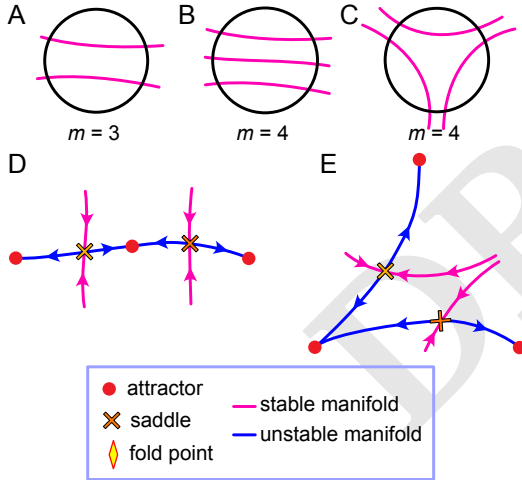 A
B
C
m = 3
m = 4
m = 4
D
E
attractor
saddle
fold point
stable manifold
unstable manifold